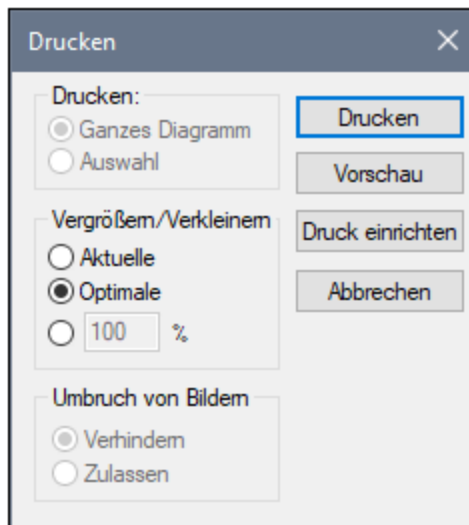 Drucken
Drucken:
Ganzes Diagramm
Auswahl
Vergrößern/Verkleinern
Aktuelle
Optimale
100 %
Umbruch von Bildern
Verhindern
Zulassen
Drucken
Vorschau
Druck einrichten
Abbrechen